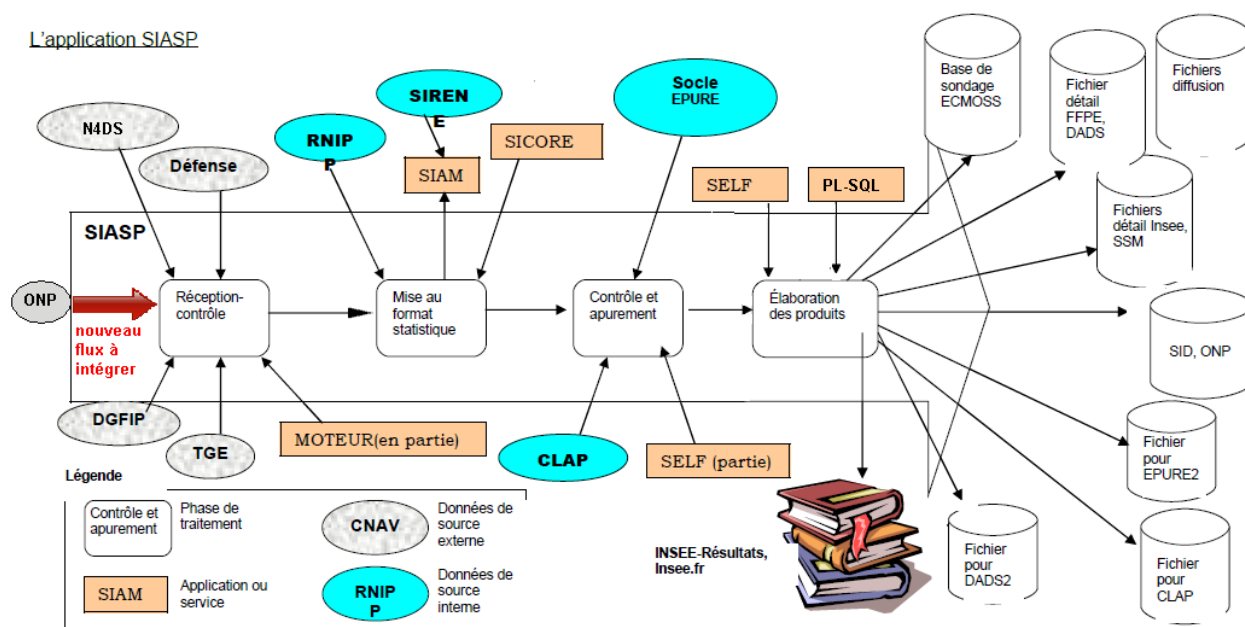 L'application SIASP
N4DS
Défense
RNIP
P
SIREN
E
SIAM
SICORE
Socle
EPURE
SELF
PL-SQL
Base de
sondage
ECMOSS
Fichier
détail
FFPE,
DADS
Fichiers
diffusion
Fichiers
détail Insee,
SSM
SIASP
ONP
nouveau
flux à
intégrer
Réception-
contrôle
Mise au
format
statistique
Contrôle et
apurement
Élaboration
des produits
SID, ONP
DGFIP
TGE
MOTEUR(en partie)
CLAP
SELF (partie)
Fichier
pour
EPURE2
INSEE-Résultats,
Insee.fr
Fichier
pour
DADS2
Fichier
pour
CLAP
Légende
Contrôle et
apurement
Phase de
traitement
CNAV
Données de
source
externe
SIAM
Application ou
service
RNIP
P
Données de
source
interne